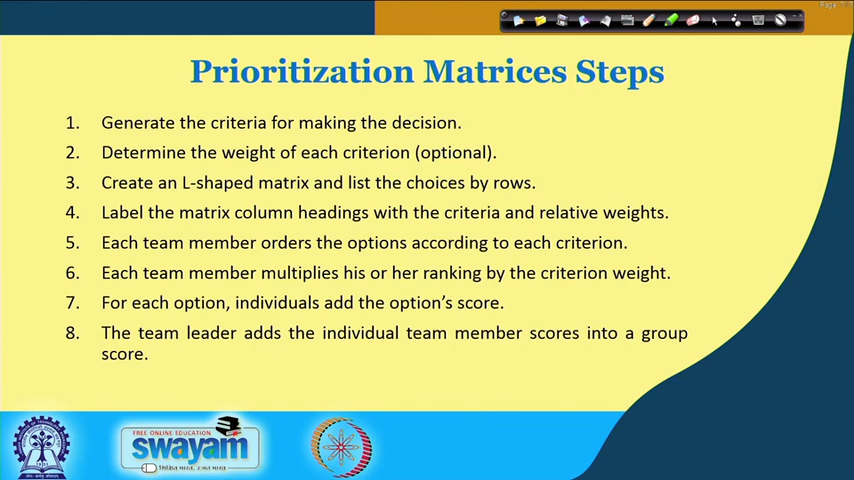 Prioritization Matrices Steps
1. Generate the criteria for making the decision.
2. Determine the weight of each criterion (optional).
3. Create an L-shaped matrix and list the choices by rows.
4. Label the matrix column headings with the criteria and relative weights.
5. Each team member orders the options according to each criterion.
6. Each team member multiplies his or her ranking by the criterion weight.
7. For each option, individuals add the option’s score.
8. The team leader adds the individual team member scores into a group
score.
FREE ONLINE EDUCATION
swayam
शिक्षित भारत, उन्नत भारत